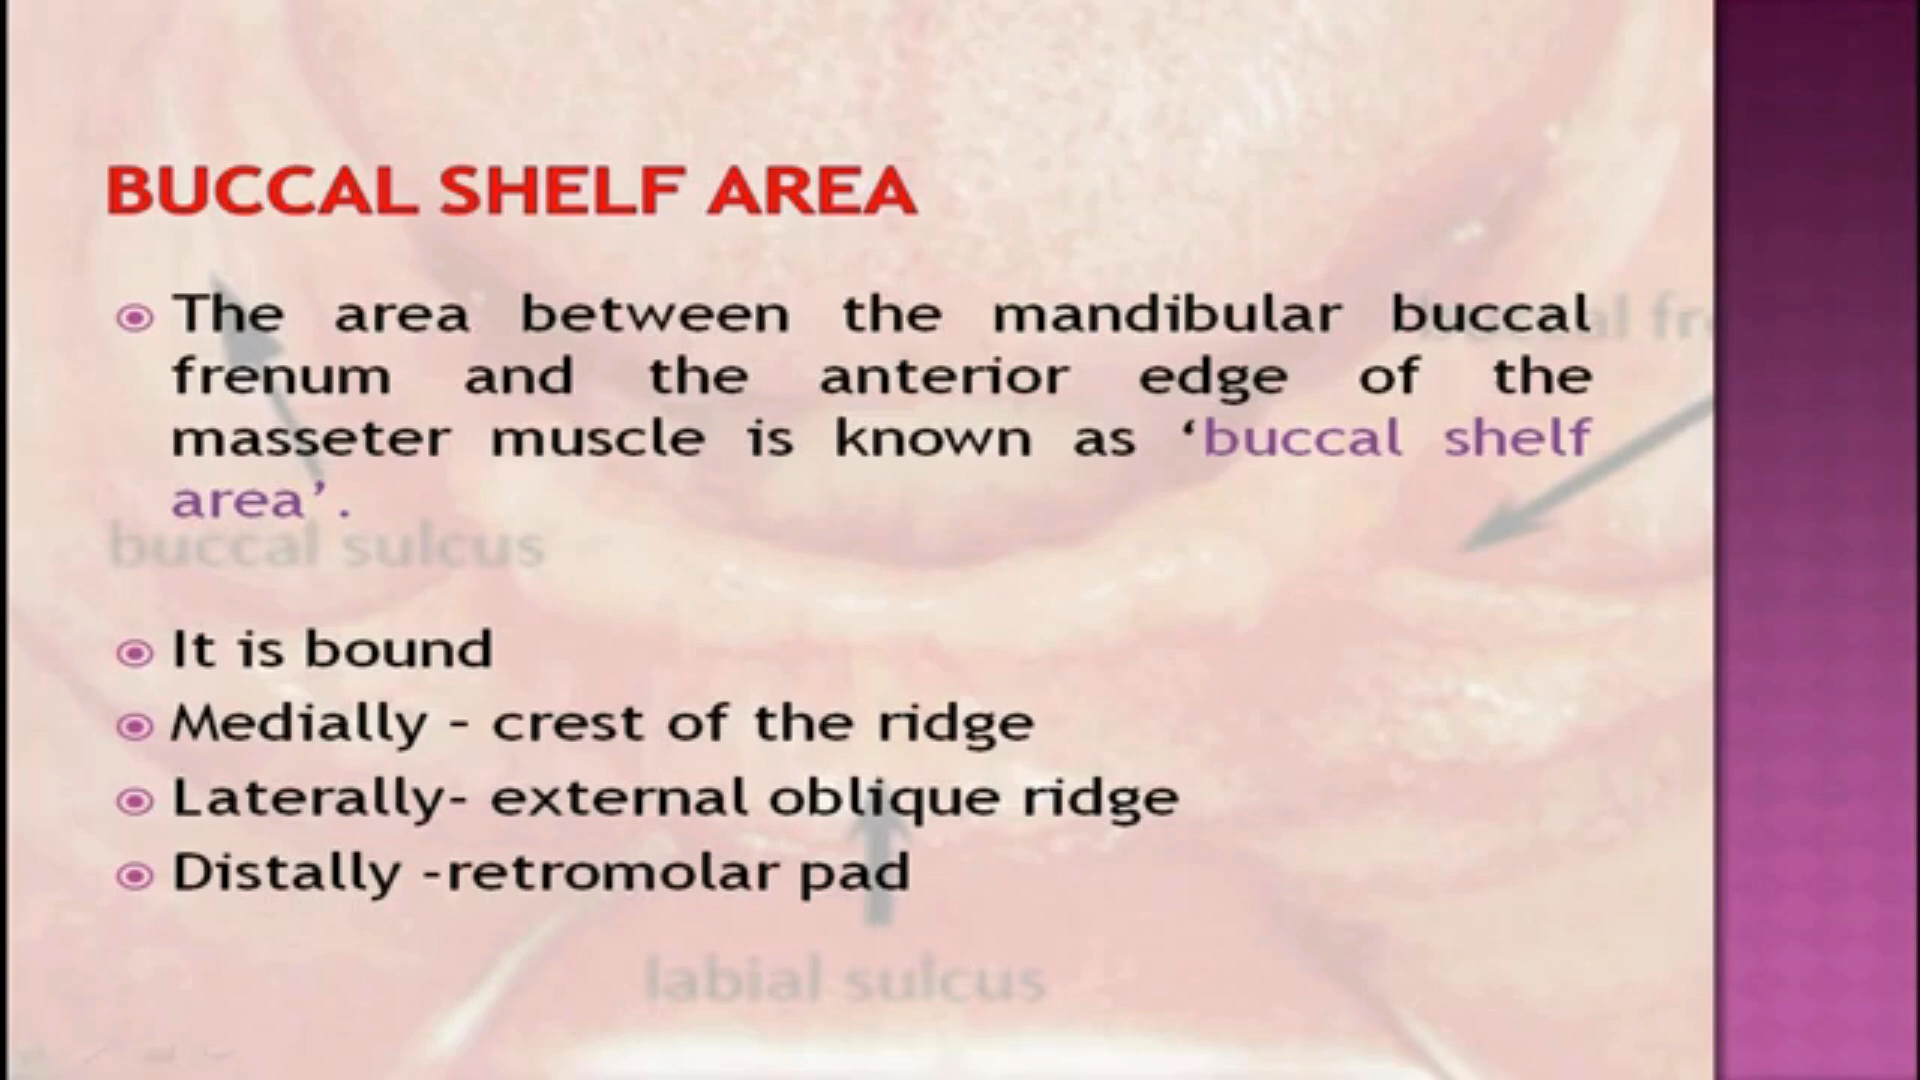 BUCCAL SHELF AREA
The area between the mandibular buccal
frenum and the anterior edge of the
masseter muscle is known as ‘buccal shelf
area’.
buccal sulcus
It is bound
Medially - crest of the ridge
Laterally- external oblique ridge
Distally -retromolar pad
labial sulcus